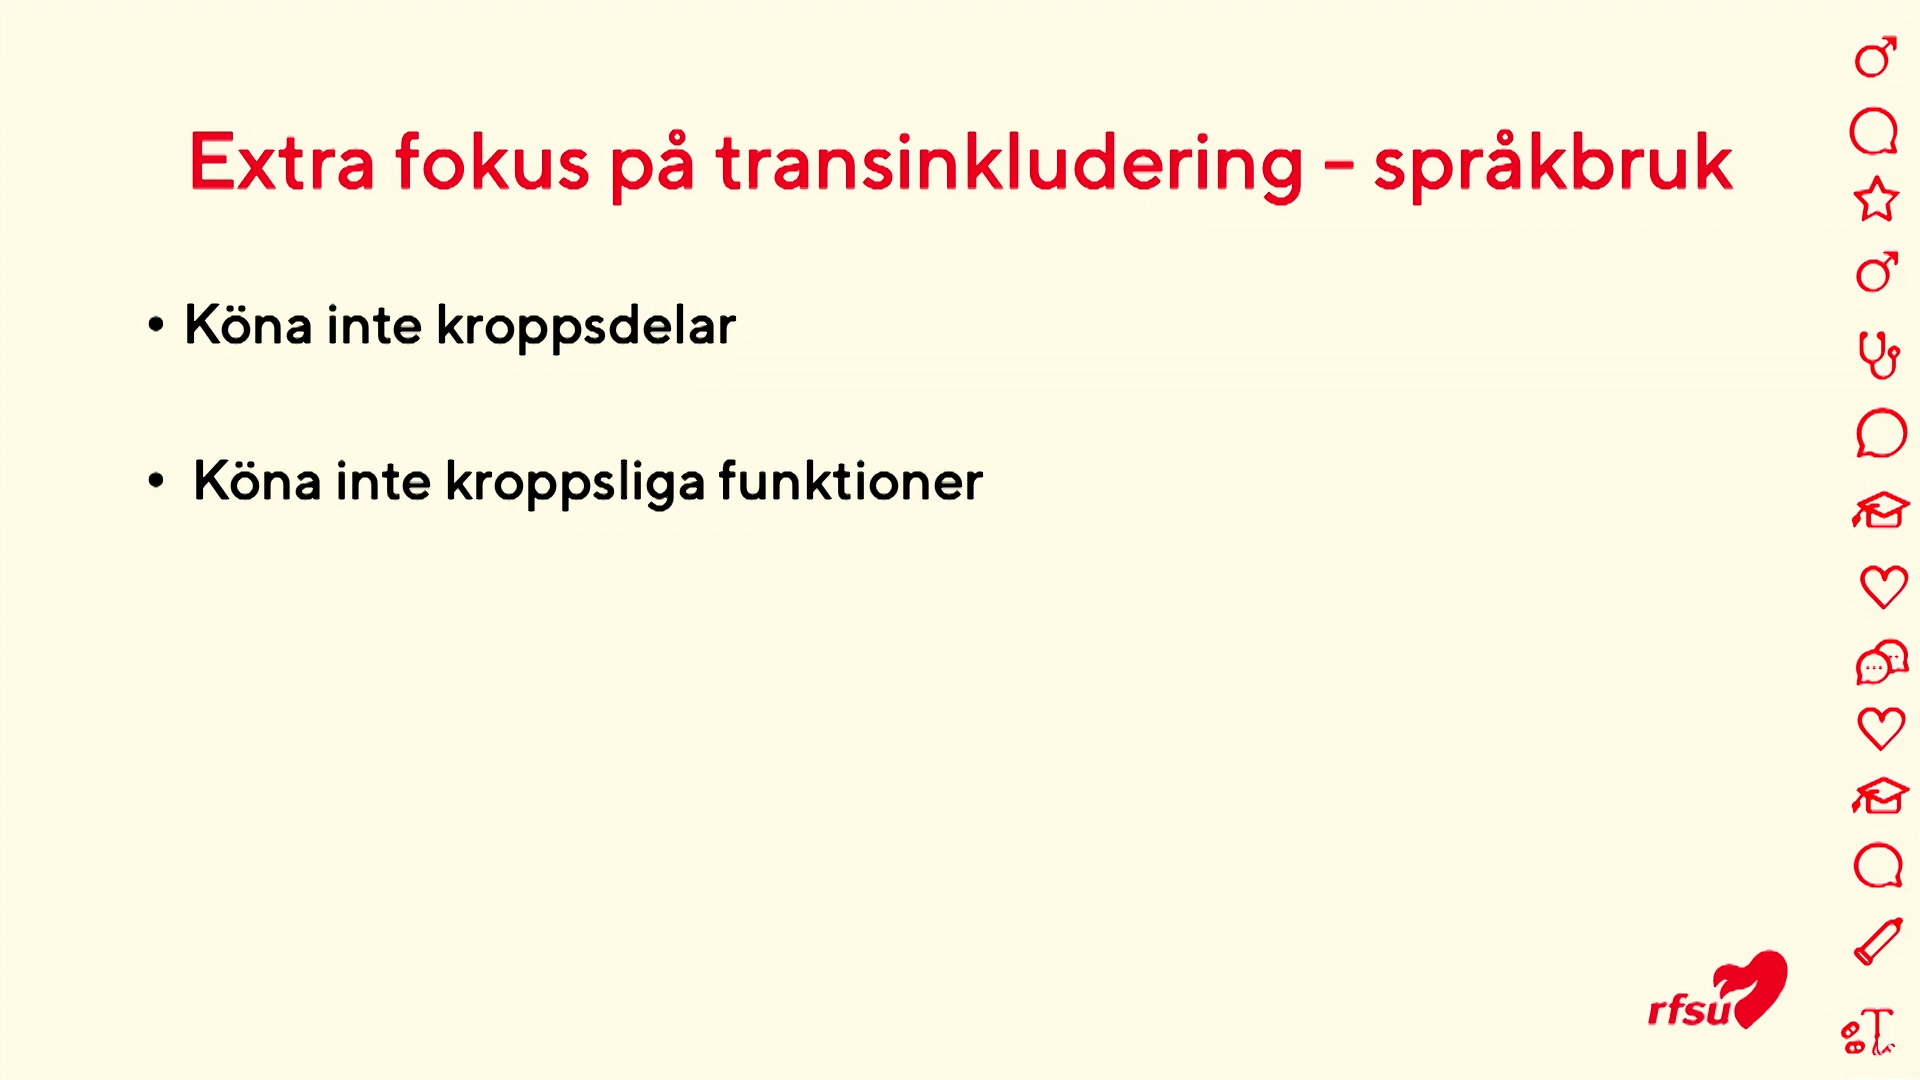 Extra fokus på transinkludering - språkbruk
• Köna inte kroppsdelar
• Köna inte kroppsliga funktioner
rfsu